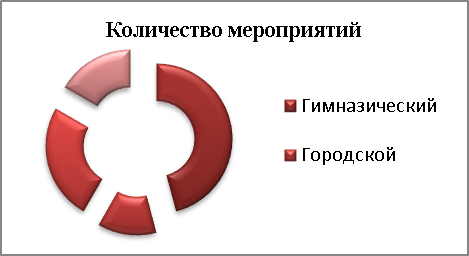 Количество мероприятий
Гимназический
Городской